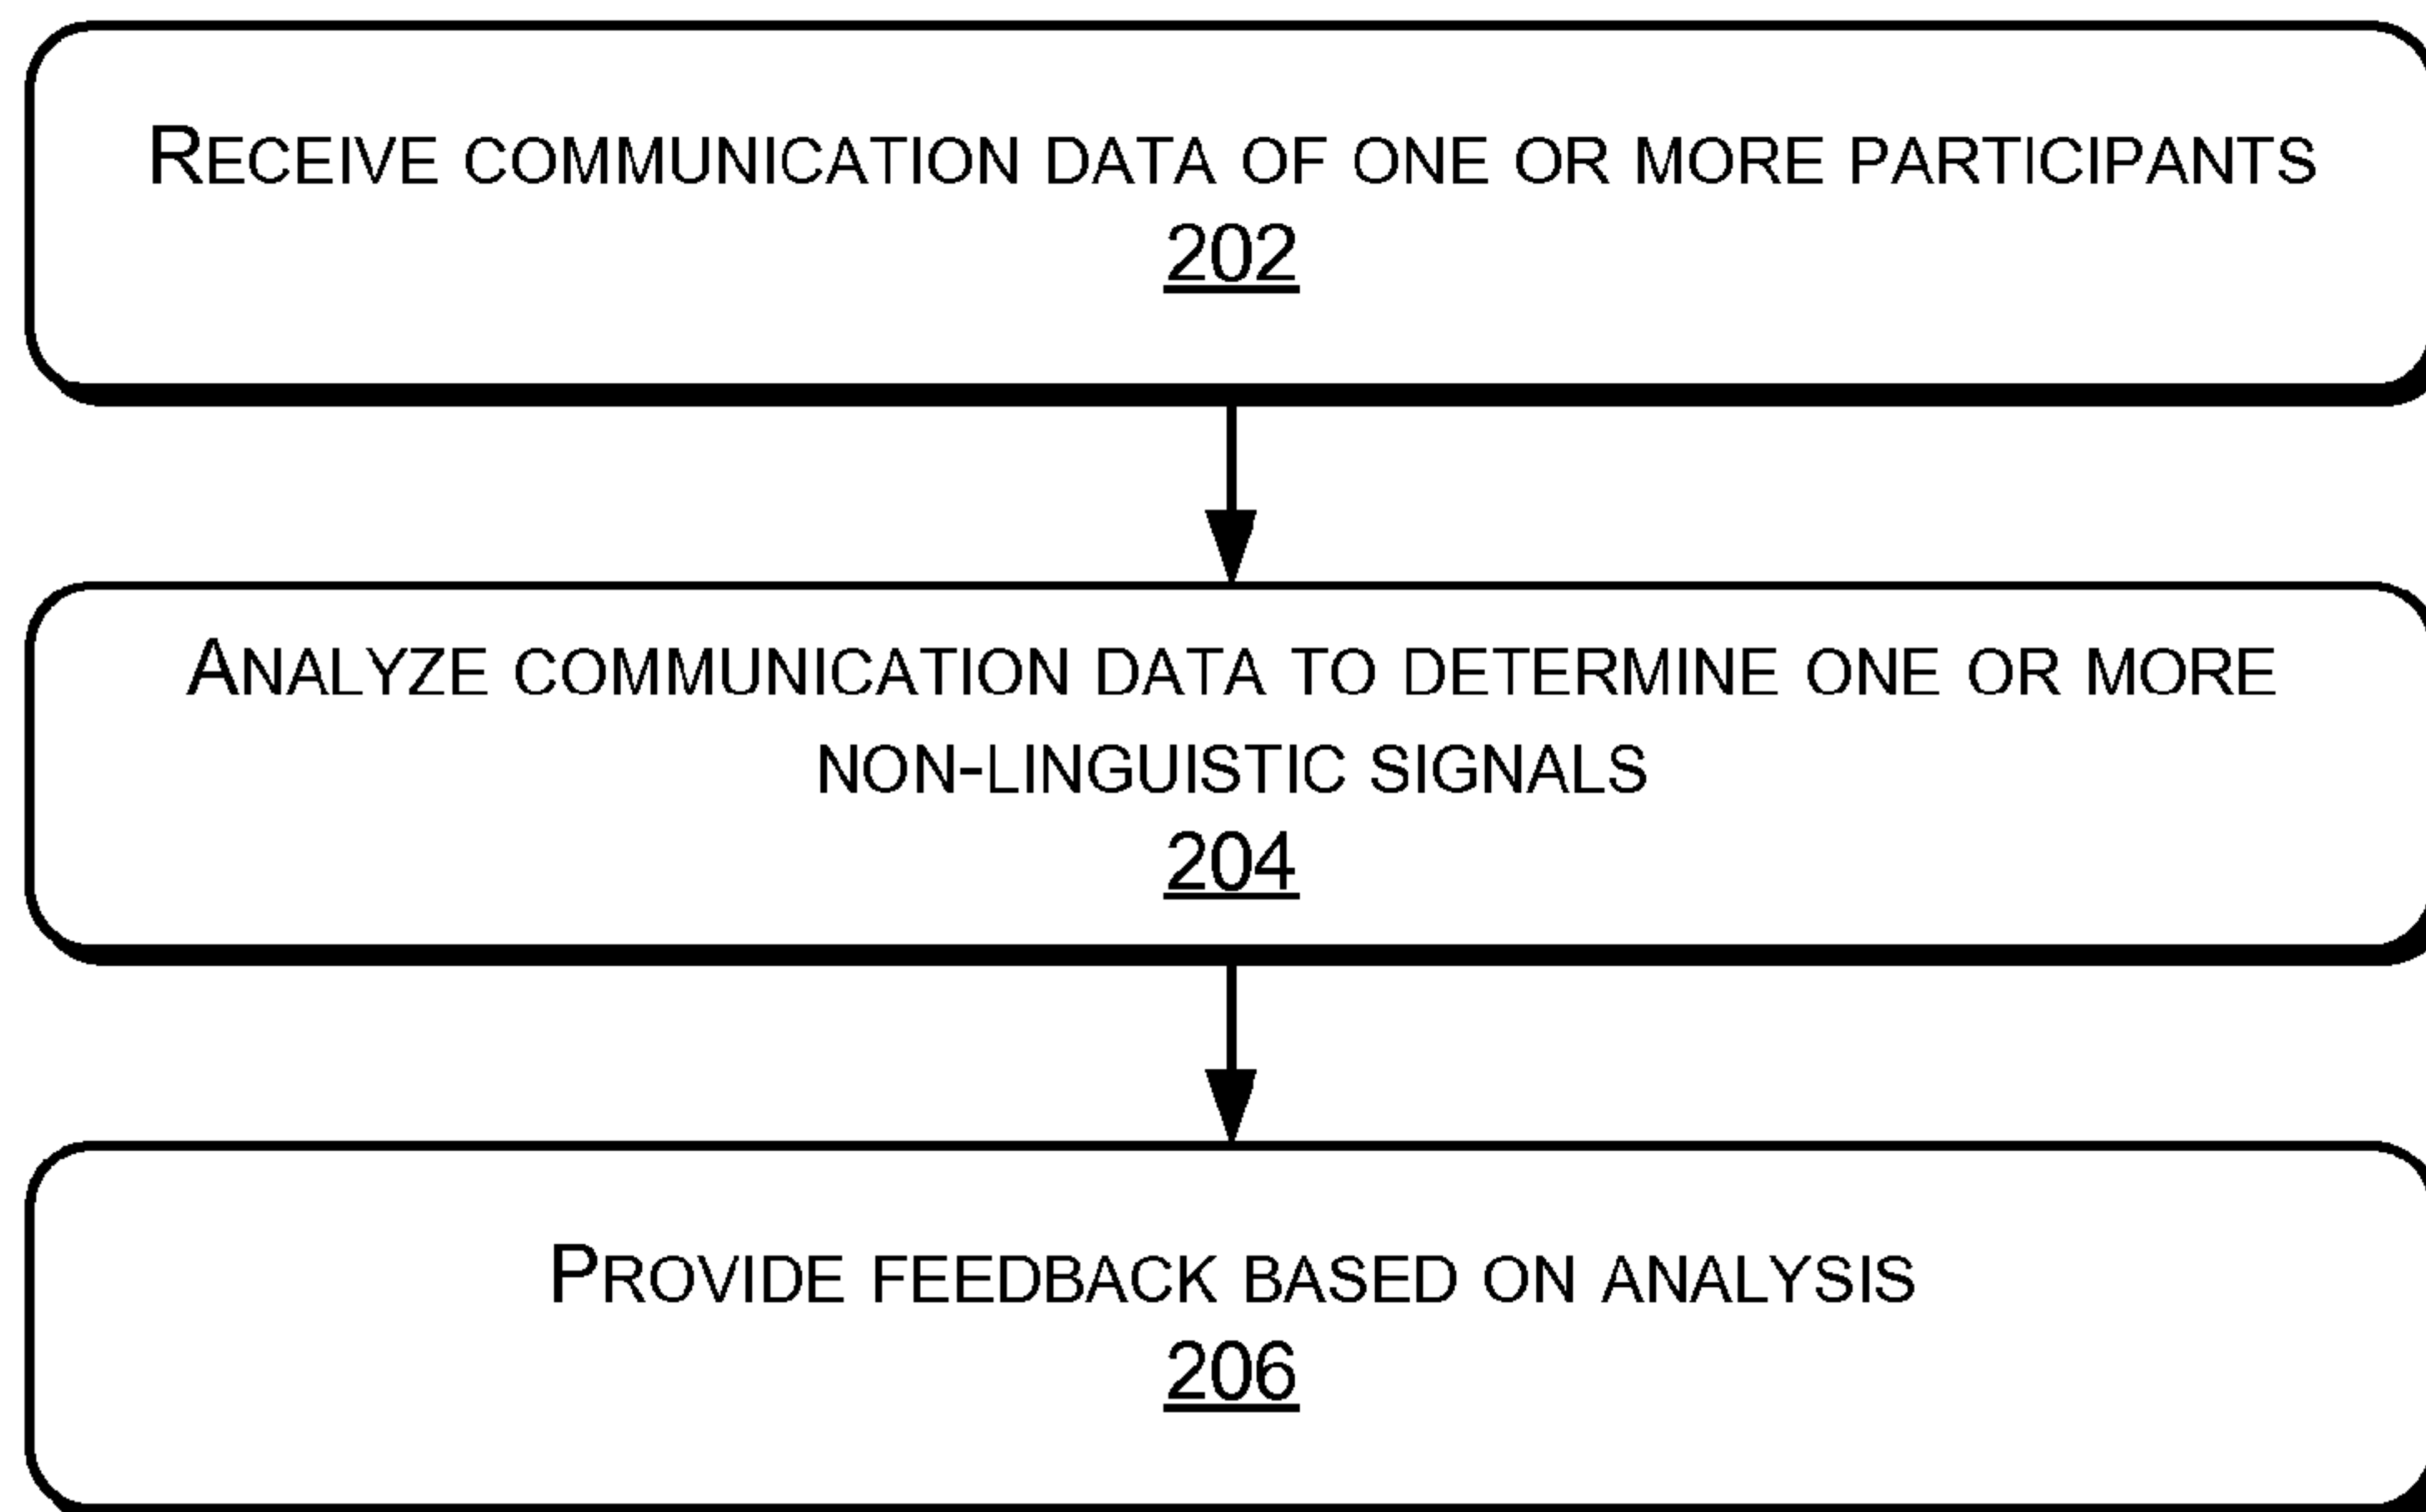 Receive communication data of one or more participants
202
Analyze communication data to determine one or more
non-linguistic signals
204
Provide feedback based on analysis
206